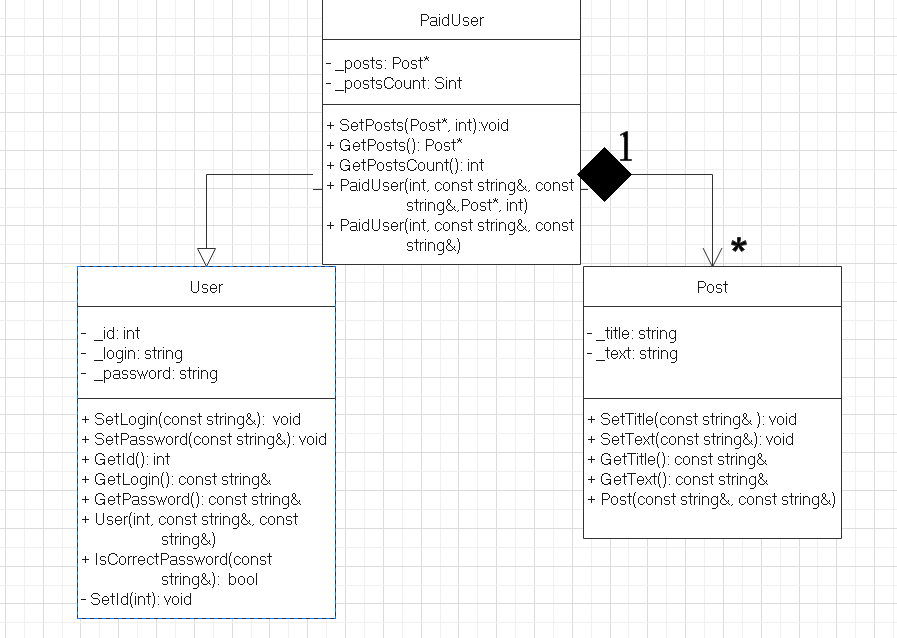 PaidUser
- _posts: Post*
- _postsCount: Sint
+ SetPosts(Post*, int):void
+ GetPosts(): Post*
+ GetPostsCount(): int
+ PaidUser(int, const string&, const
string&,Post*, int)
+ PaidUser(int, const string&, const
string&)
1
*
User
- _id: int
- _login: string
- _password: string
+ SetLogin(const string&): void
+ SetPassword(const string&): void
+ GetId(): int
+ GetLogin(): const string&
+ GetPassword(): const string&
+ User(int, const string&, const
string&)
+ IsCorrectPassword(const
string&): bool
- SetId(int): void
Post
- _title: string
- _text: string
+ SetTitle(const string& ): void
+ SetText(const string&): void
+ GetTitle(): const string&
+ GetText(): const string&
+ Post(const string&, const string&)